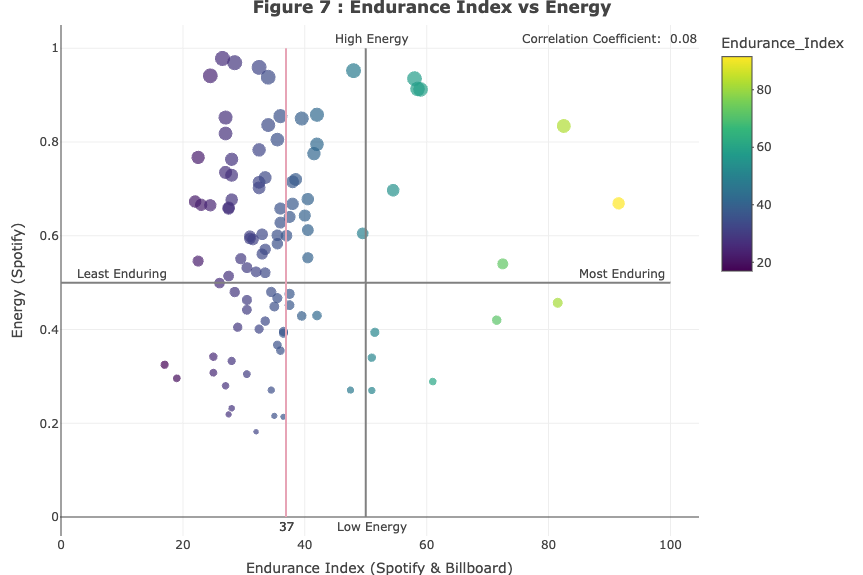 Figure 7 : Endurance Index vs Energy
High Energy
Correlation Coefficient: 0.08
Endurance_Index
1
0.8
0.6
0.4
0.2
0
80
60
40
20
Least Enduring
Most Enduring
Energy (Spotify)
37
Low Energy
0
20
40
60
80
100
Endurance Index (Spotify & Billboard)